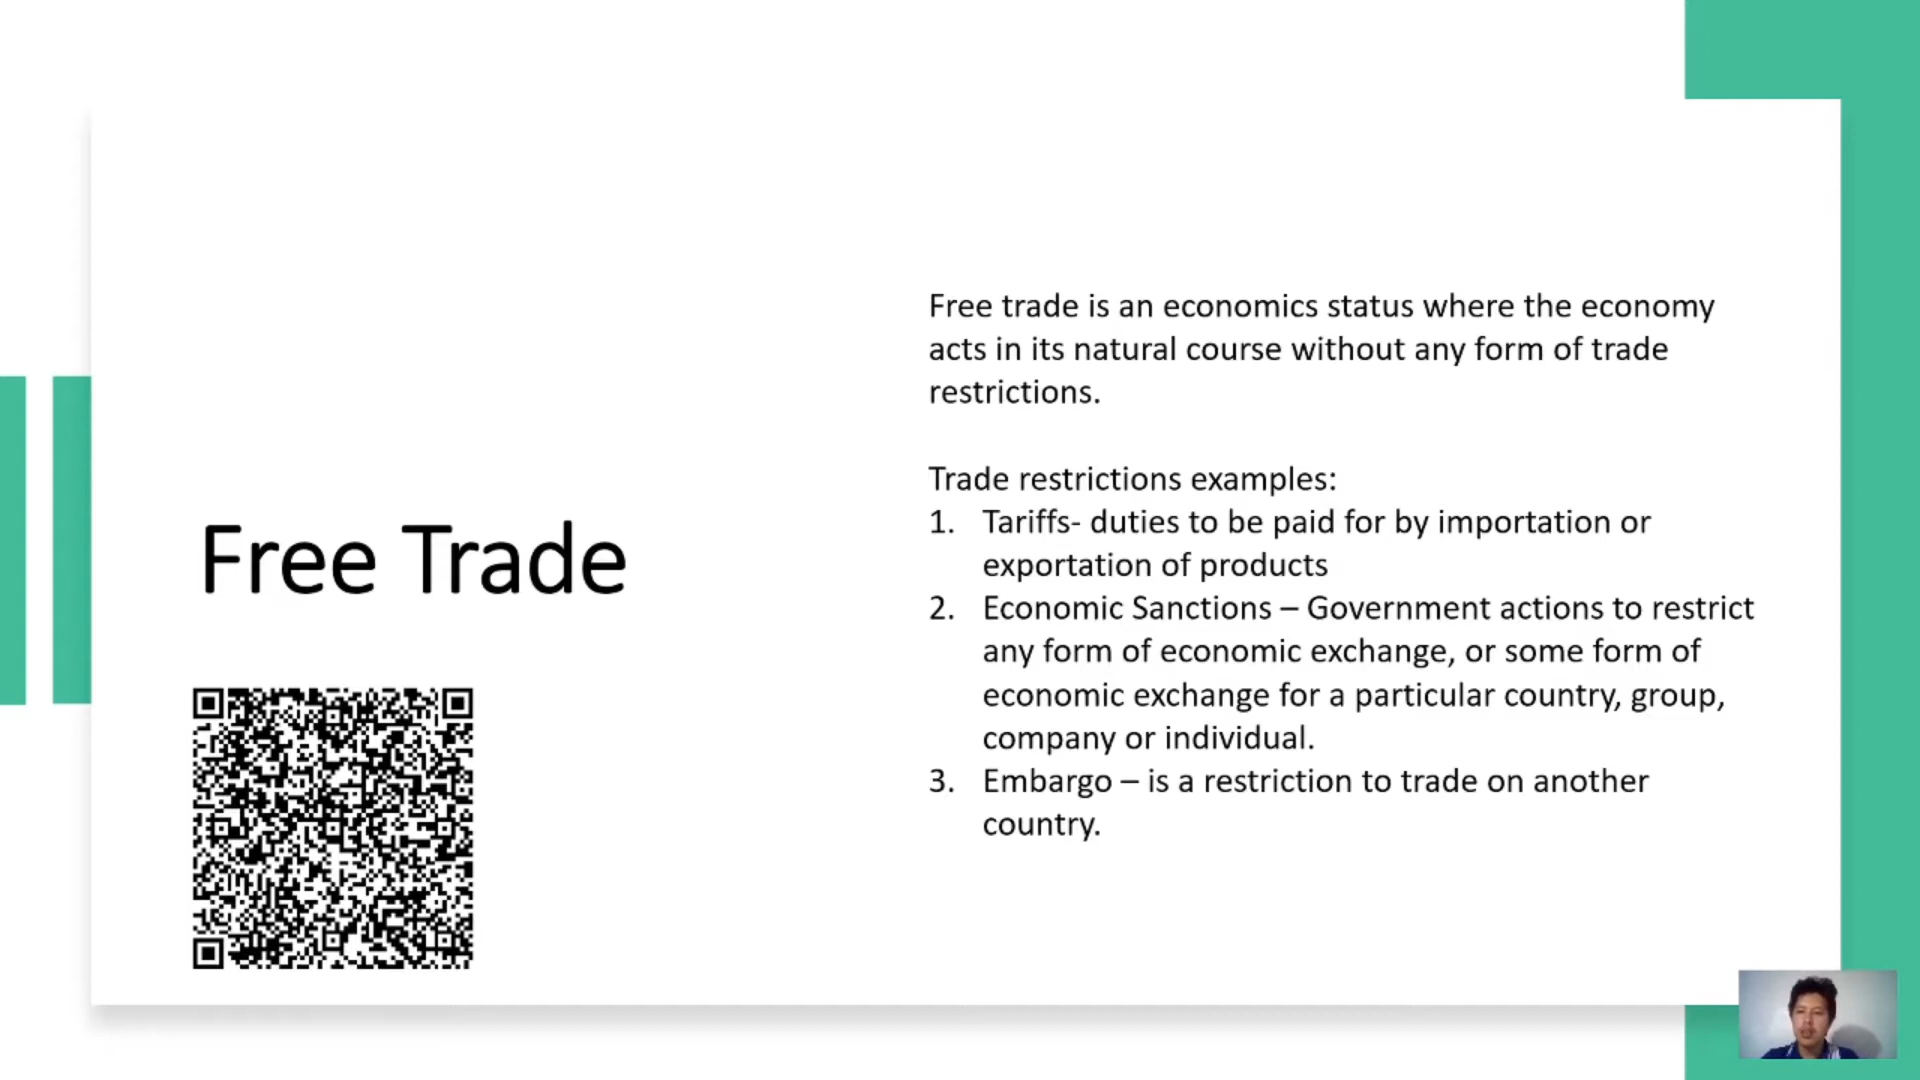 Free Trade
Free trade is an economics status where the economy
acts in its natural course without any form of trade
restrictions.
Trade restrictions examples:
1. Tariffs- duties to be paid for by importation or
exportation of products
2. Economic Sanctions – Government actions to restrict
any form of economic exchange, or some form of
economic exchange for a particular country, group,
company or individual.
3. Embargo – is a restriction to trade on another
country.